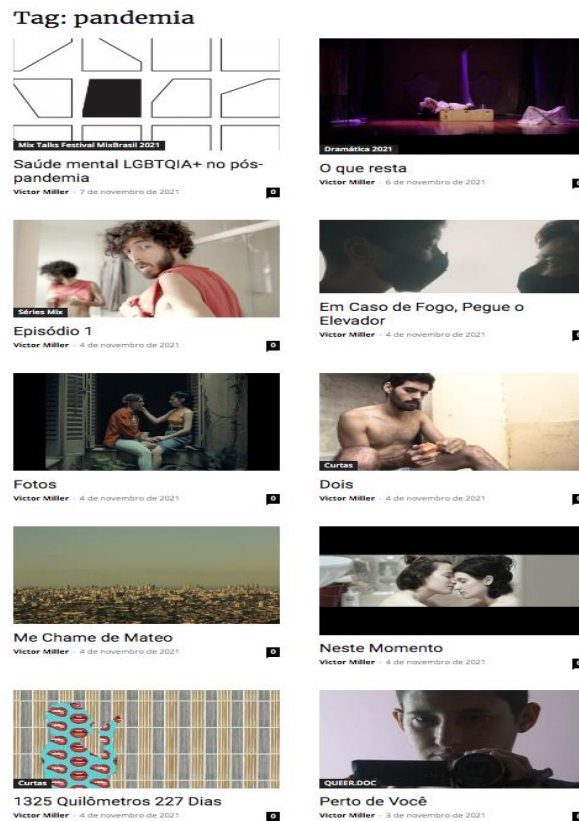 Tag: pandemia
Mix Talks Festival MixBrasil 2021
Saúde mental LGBTQIA+ no pós-
pandemia
Victor Miller - 7 de novembro de 2021
0
Dramática 2021
O que resta
Victor Miller - 6 de novembro de 2021
0
Séries Mix
Episódio 1
Victor Miller - 4 de novembro de 2021
0
Em Caso de Fogo, Pegue o
Elevador
Victor Miller - 4 de novembro de 2021
0
Fotos
Victor Miller - 4 de novembro de 2021
0
Curtas
Dois
Victor Miller - 4 de novembro de 2021
0
Me Chame de Mateo
Victor Miller - 4 de novembro de 2021
0
Neste Momento
Victor Miller - 4 de novembro de 2021
0
Curtas
1325 Quilômetros 227 Dias
Victor Miller - 4 de novembro de 2021
0
QUEER.DOC
Perto de Você
Victor Miller - 3 de novembro de 2021
0